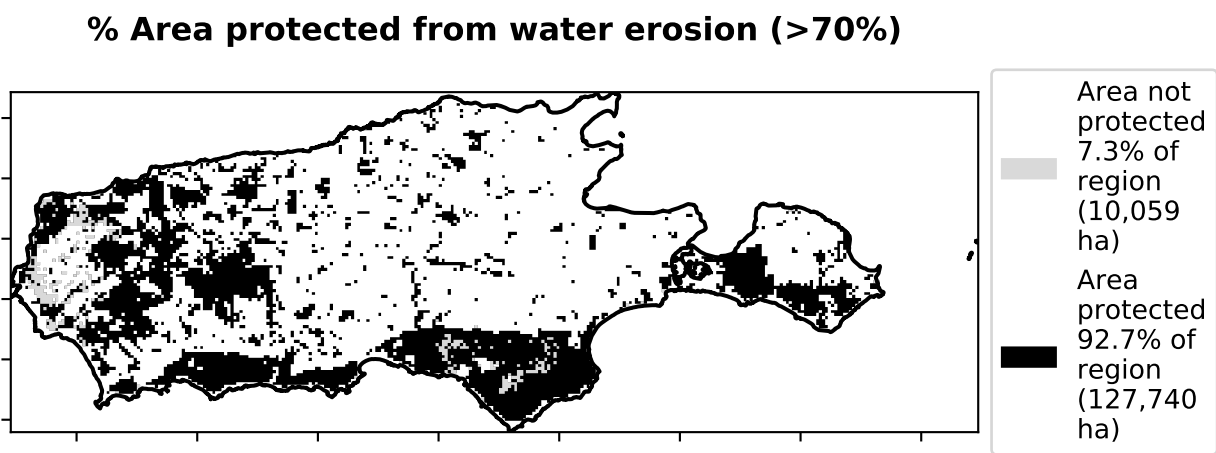 % Area protected from water erosion (>70%)
Area not
protected
7.3% of
region
(10,059
ha)
Area
protected
92.7% of
region
(127,740
ha)